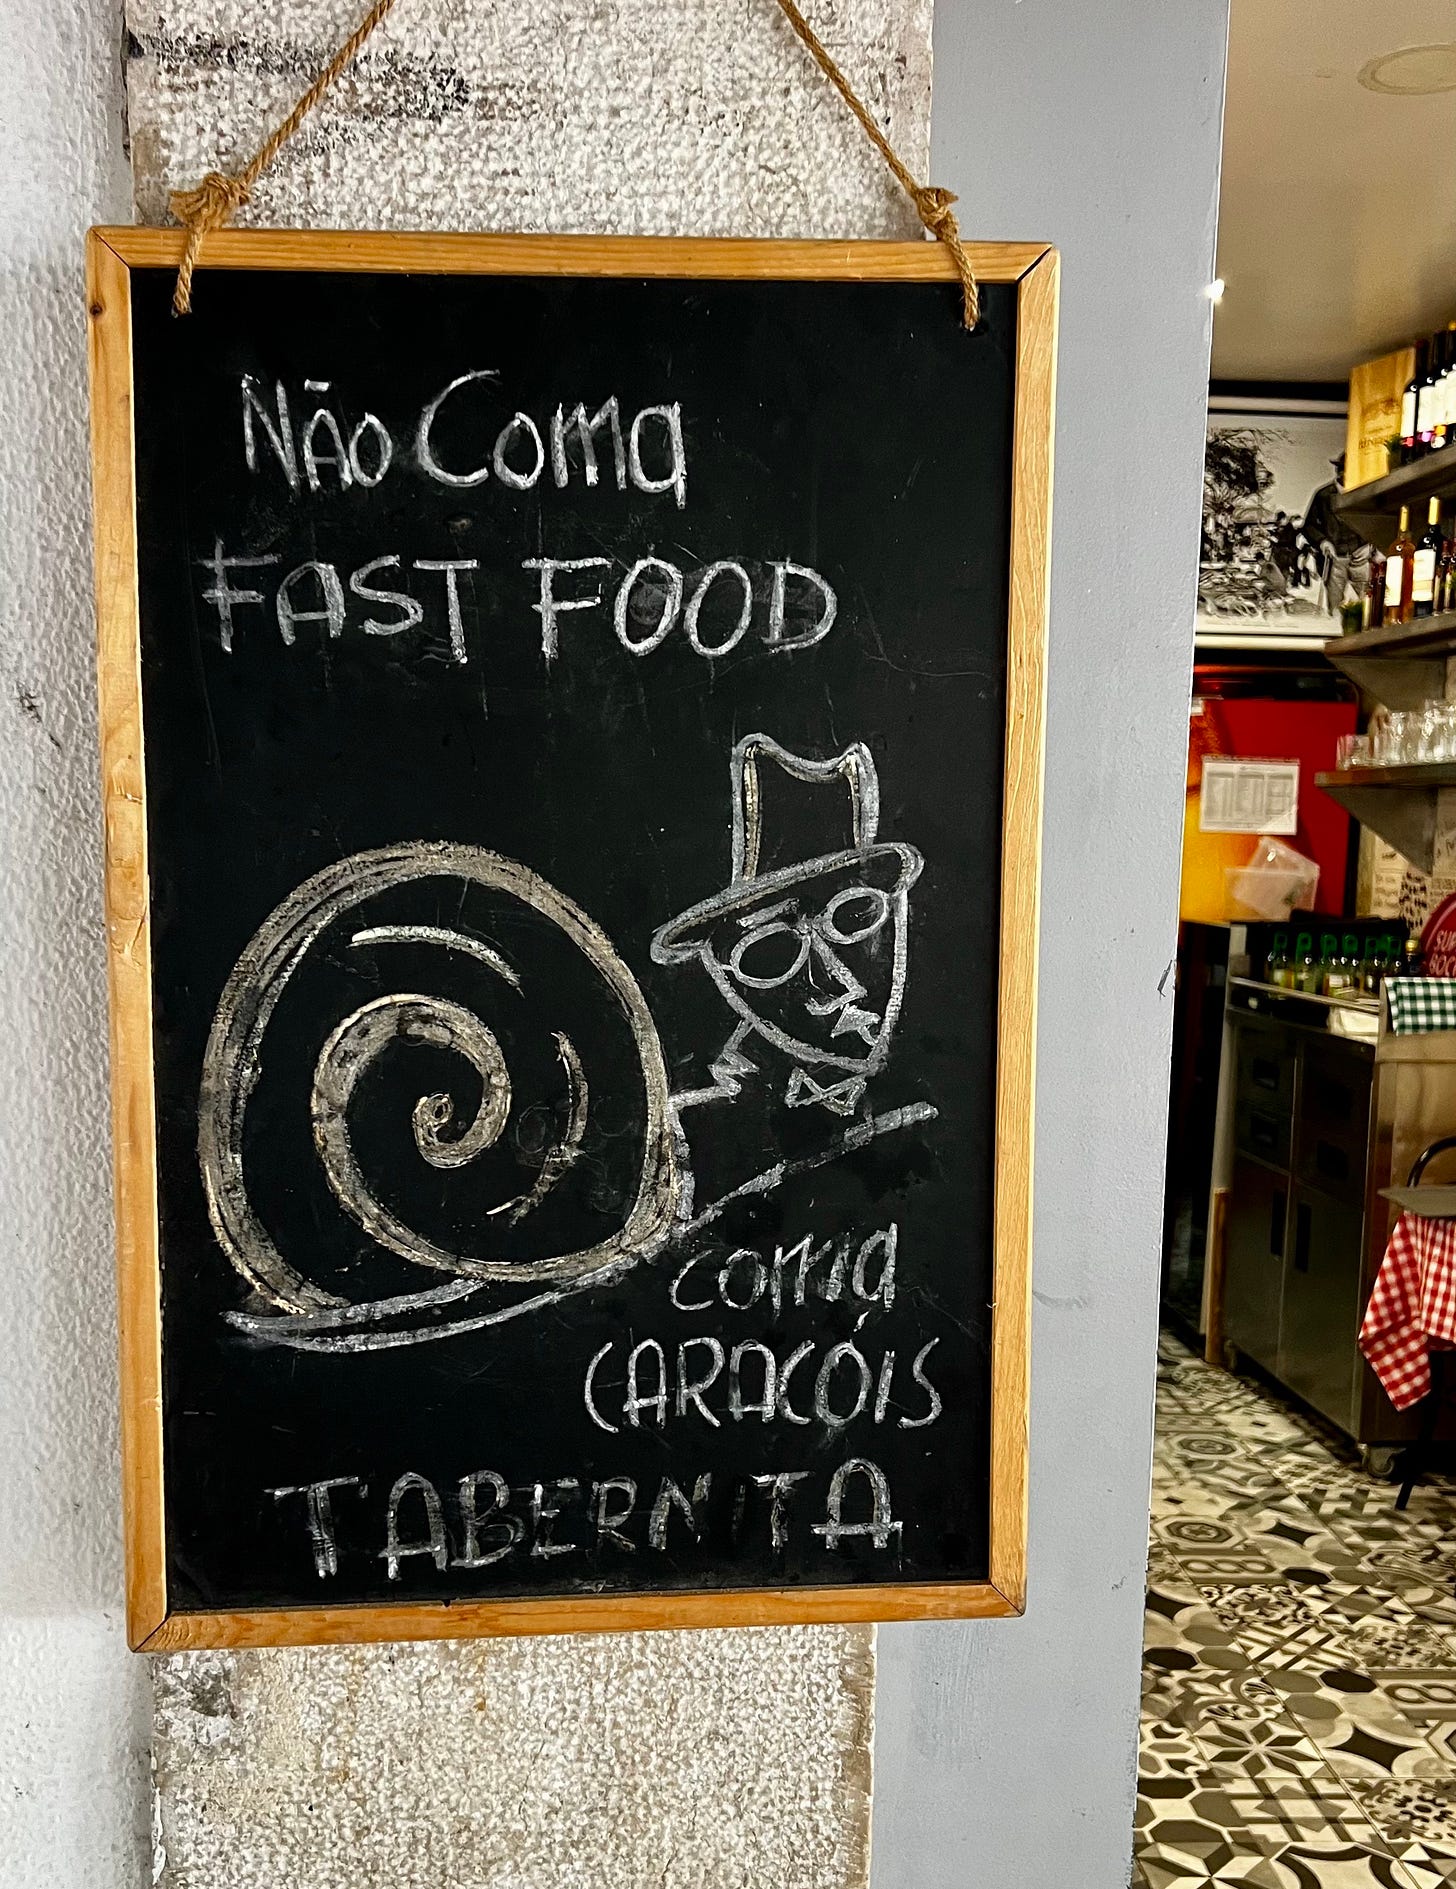 NÃO COMA
FAST FOOD
COMA
CARACÓIS
TABERNITA